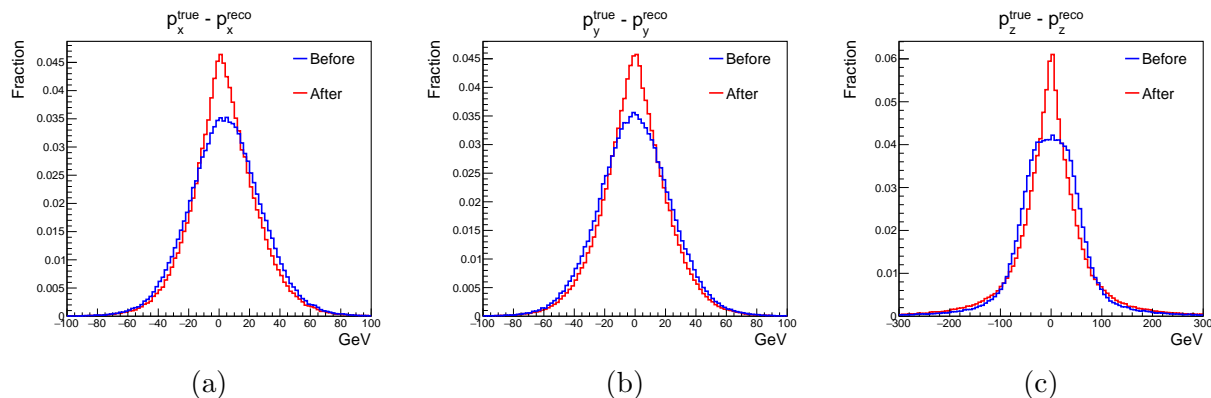 p_x^true - p_x^reco
Fraction
0.045
0.04
0.035
0.03
0.025
0.02
0.015
0.01
0.005
0
Before
After
−100 −80 −60 −40 −20 0 20 40 60 80 100
GeV
(a)
p_y^true - p_y^reco
Fraction
0.045
0.04
0.035
0.03
0.025
0.02
0.015
0.01
0.005
0
Before
After
−100 −80 −60 −40 −20 0 20 40 60 80 100
GeV
(b)
p_z^true - p_z^reco
Fraction
0.06
0.05
0.04
0.03
0.02
0.01
0
Before
After
−300 −200 −100 0 100 200 300
GeV
(c)